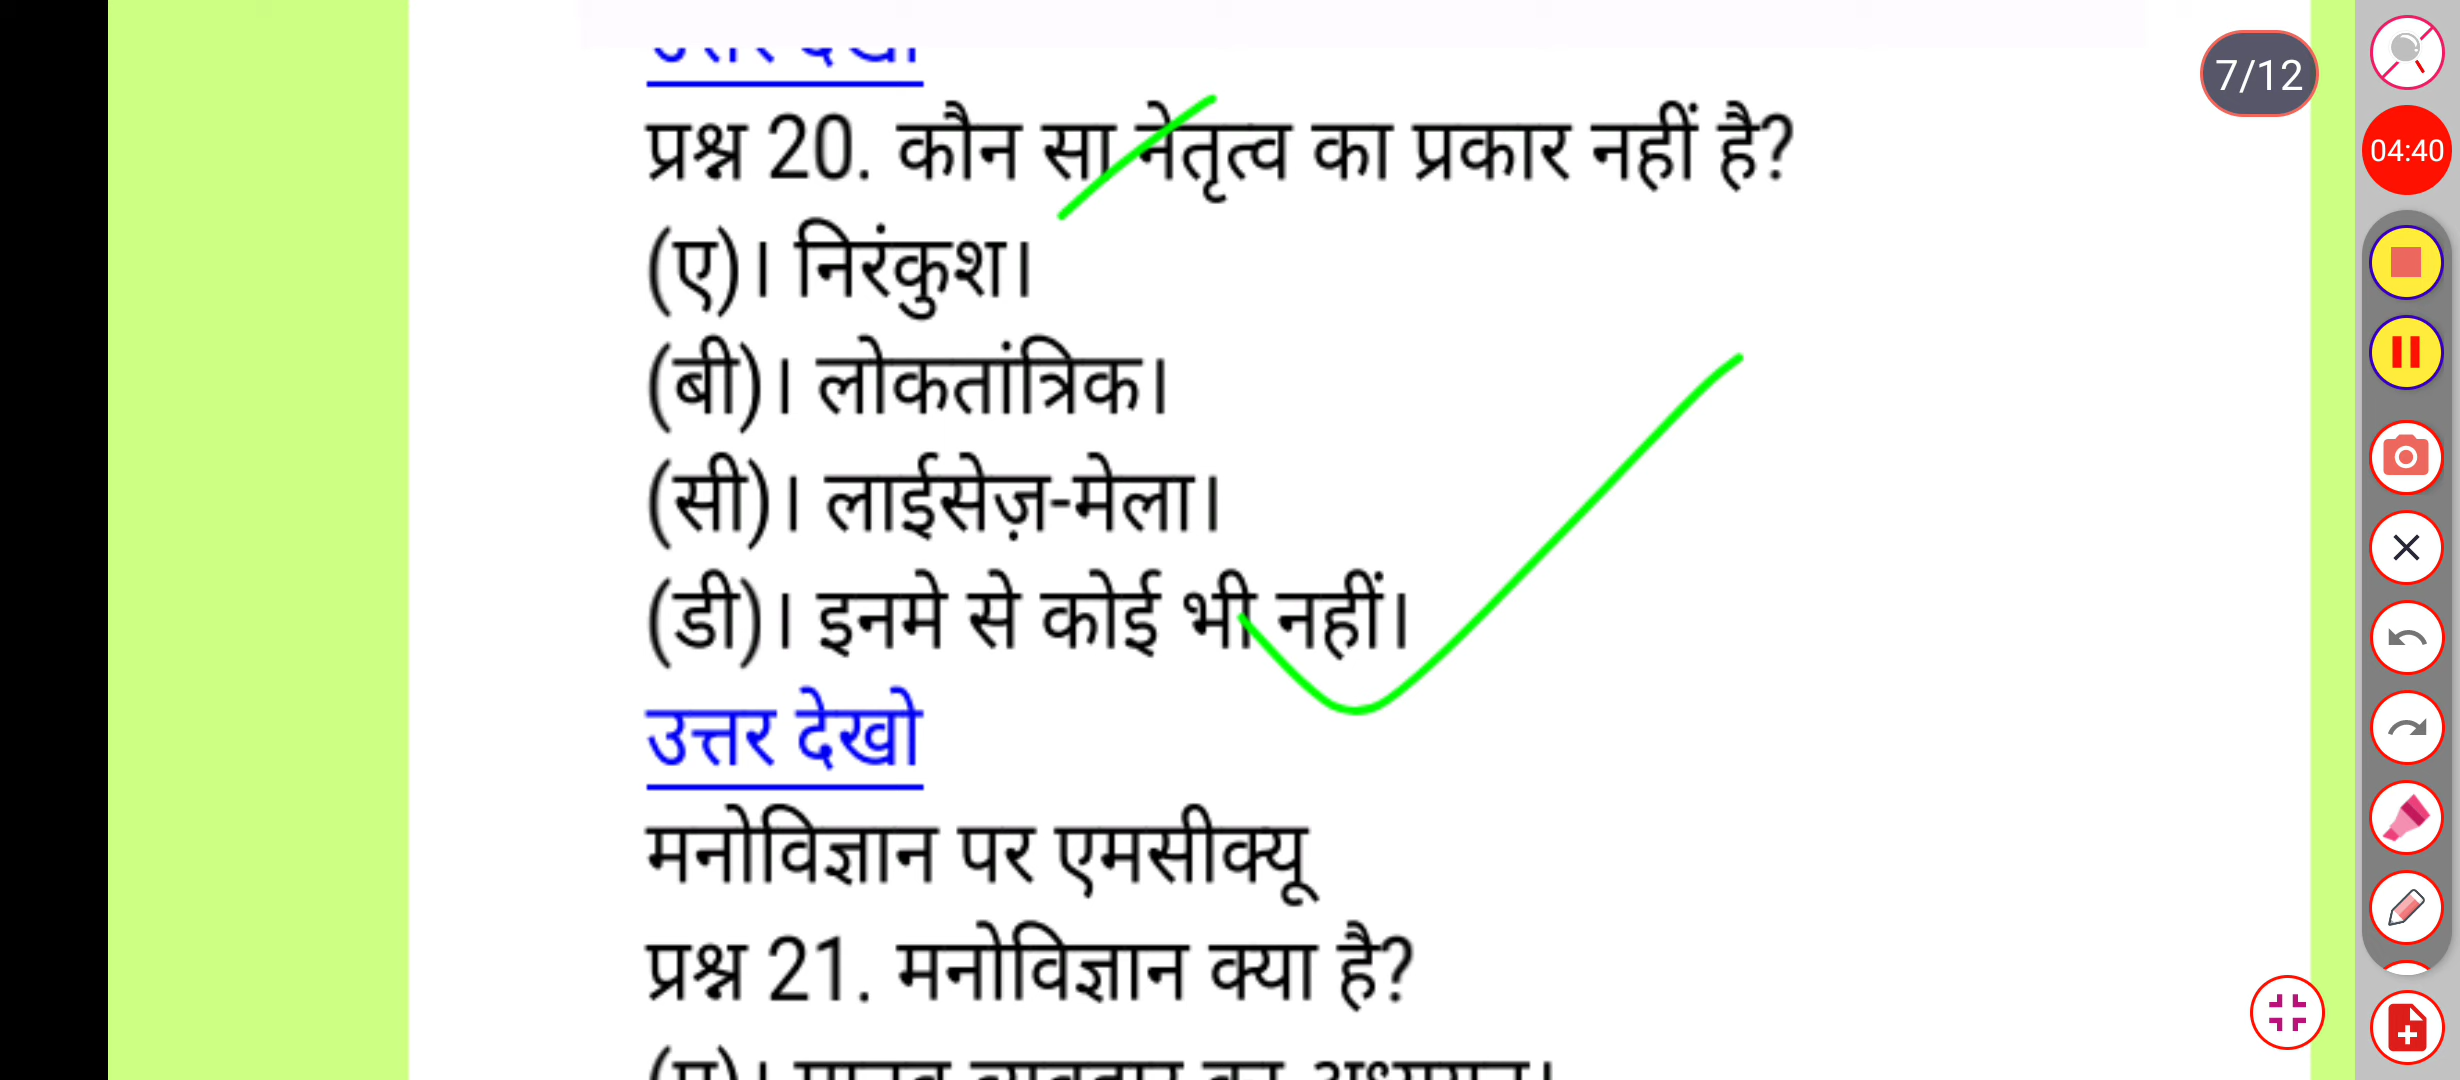 7/12
04:40
प्रश्न 20. कौन सा नेतृत्व का प्रकार नहीं है?
(ए)। निरंकुश।
(बी)। लोकतांत्रिक।
(सी)। लाईसेज़-मेला।
(डी)। इनमे से कोई भी नहीं।
उत्तर देखो
मनोविज्ञान पर एमसीक्यू
प्रश्न 21. मनोविज्ञान क्या है?